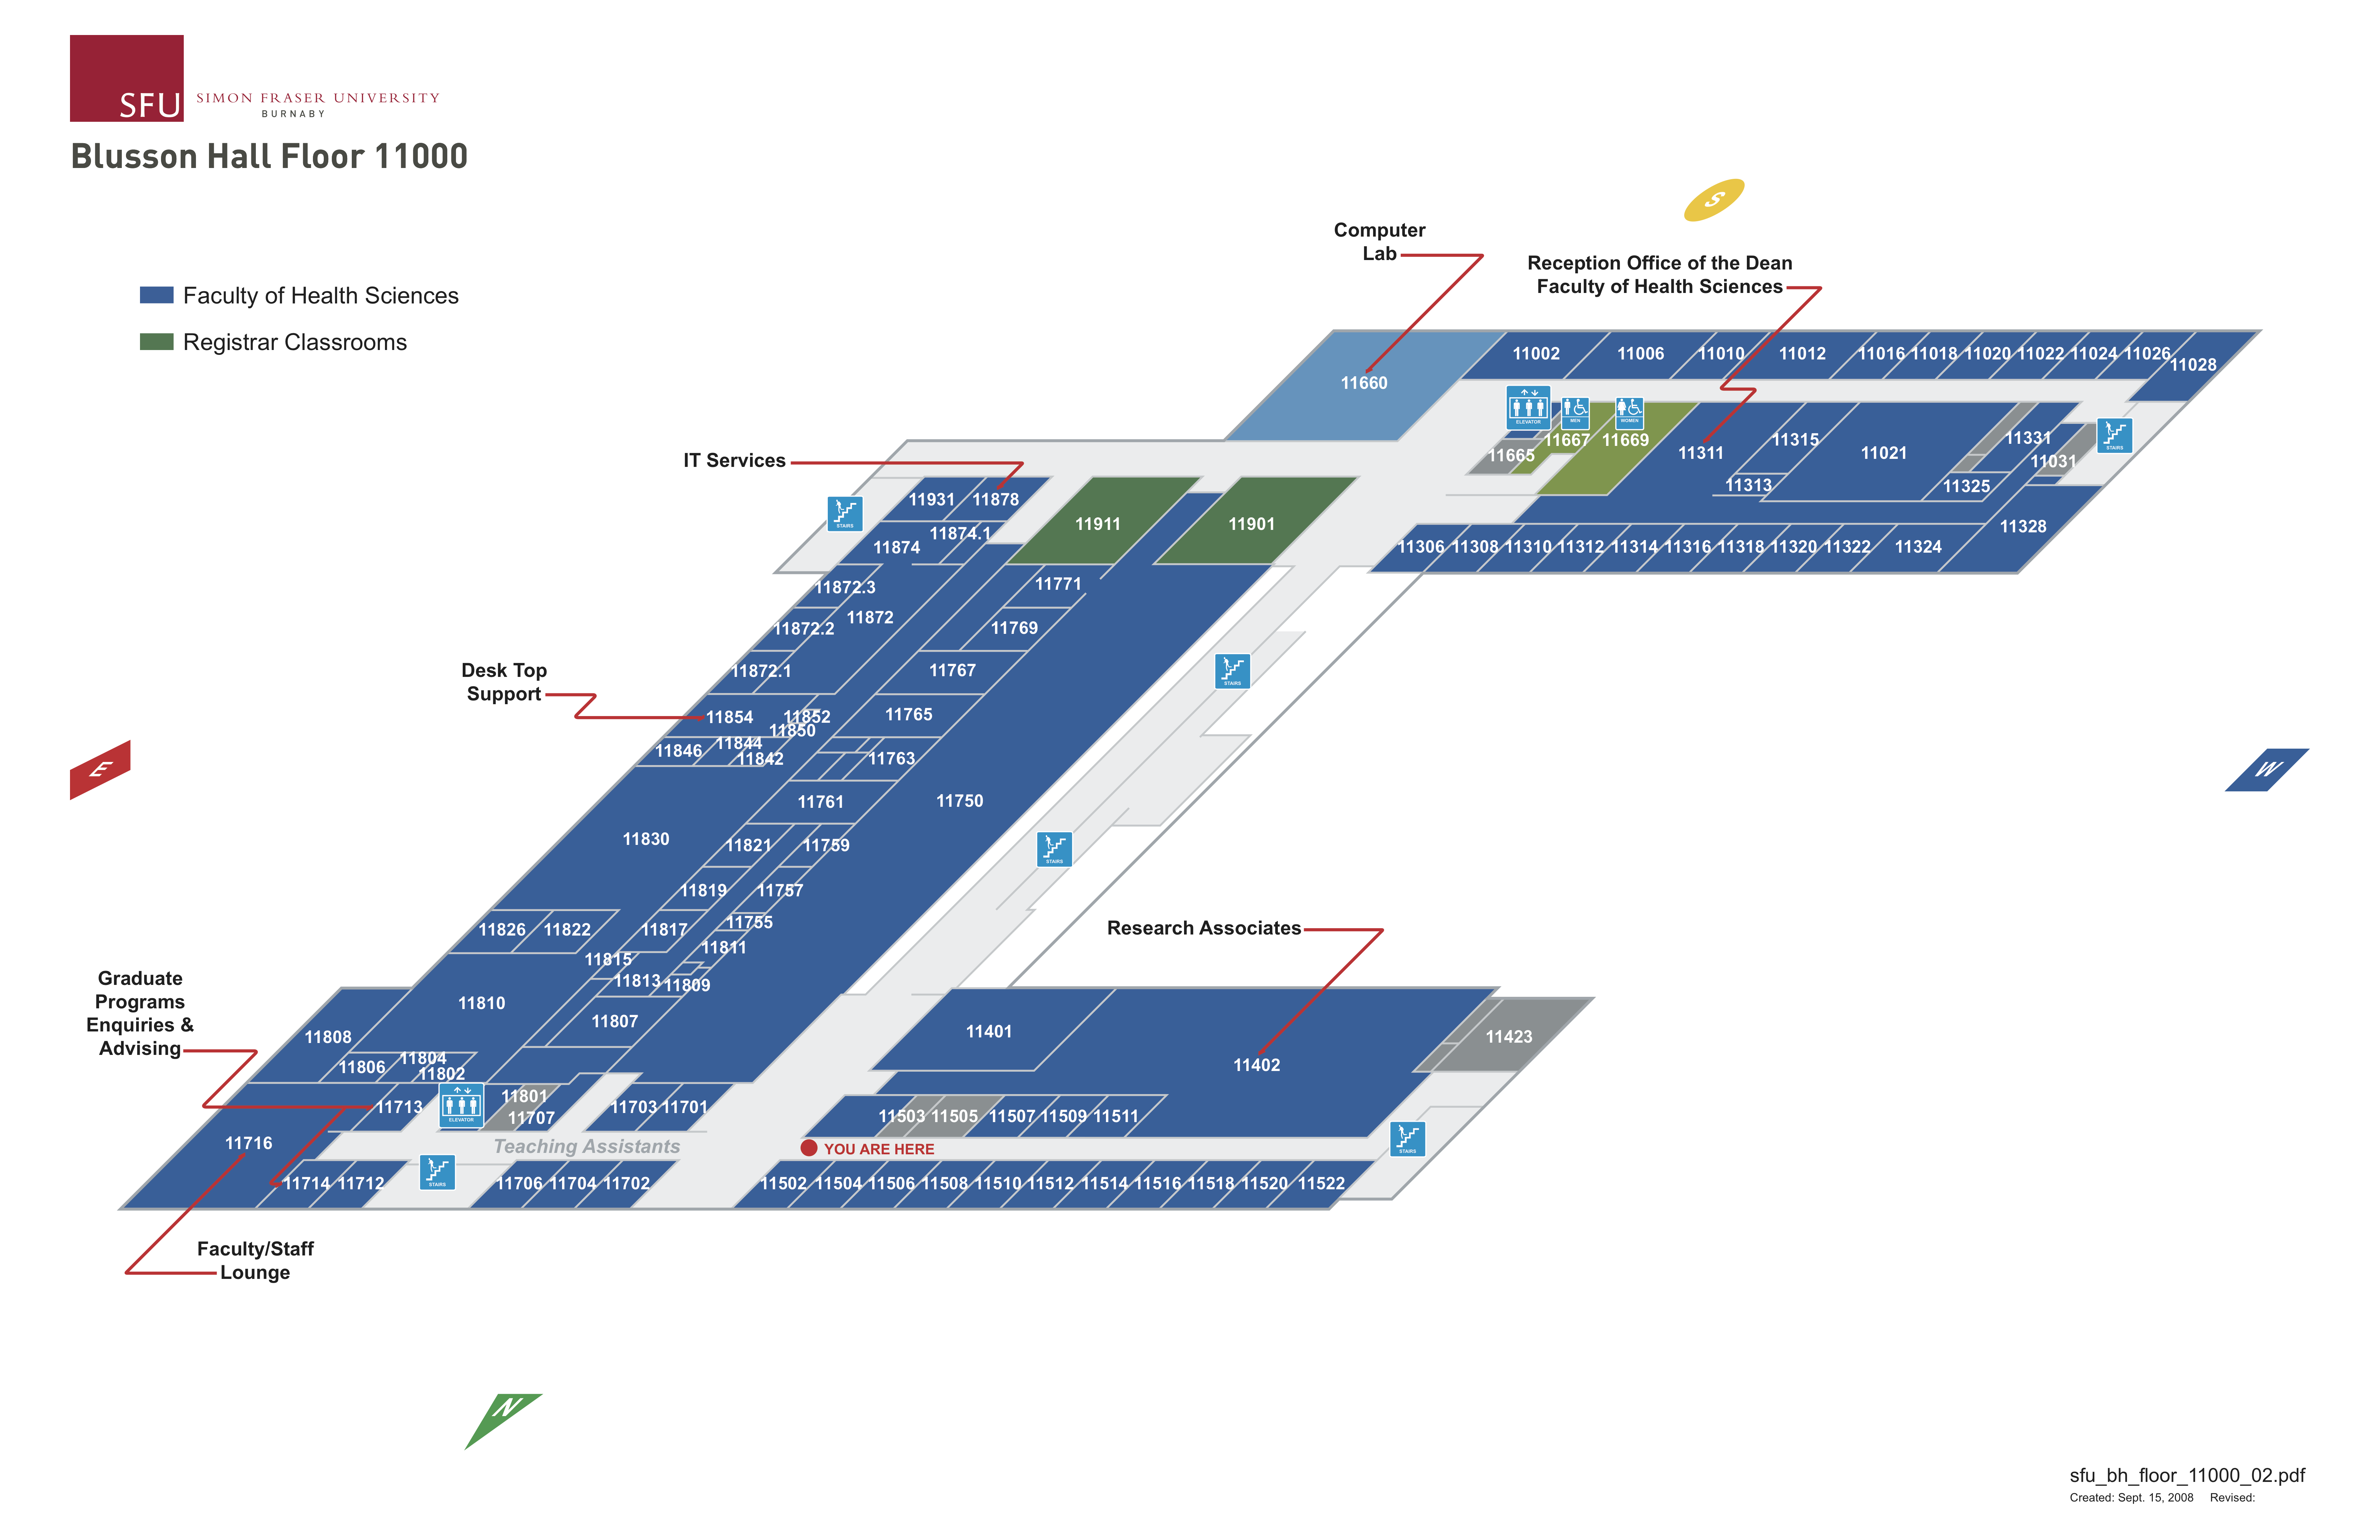 SFU
SIMON FRASER UNIVERSITY
BURNABY
Blusson Hall Floor 11000
Faculty of Health Sciences
Registrar Classrooms
S
Computer
Lab
Reception Office of the Dean
Faculty of Health Sciences
11002 11006 11010 11012 11016 11018 11020 11022 11024 11026
11028
11660
ELEVATOR MEN WOMEN
11667 11669
11665
11311 11315 11021 11331
11031
11313 11325
STAIRS
11328
11306 11308 11310 11312 11314 11316 11318 11320 11322 11324
IT Services
11931 11878
11911 11901
STAIRS
11874.1
11874
11872.3 11771
11872
11872.2 11769
11872.1 11767
STAIRS
Desk Top
Support
11854 11852 11765
11850
11846 11844
11842 11763
E
W
11761 11750
11830 11821 11759
STAIRS
11819 11757
11826 11822 11817 11755
11811
11815
11813 11809
Research Associates
Graduate
Programs
Enquiries &
Advising
11810
11807
11808
11401
11402
11423
11806 11804
11802
ELEVATOR
11713 11801
11707
11703 11701
11503 11505 11507 11509 11511
11716
Teaching Assistants
YOU ARE HERE
STAIRS
STAIRS
11714 11712 11706 11704 11702 11502 11504 11506 11508 11510 11512 11514 11516 11518 11520 11522
Faculty/Staff
Lounge
N
sfu_bh_floor_11000_02.pdf
Created: Sept. 15, 2008 Revised: